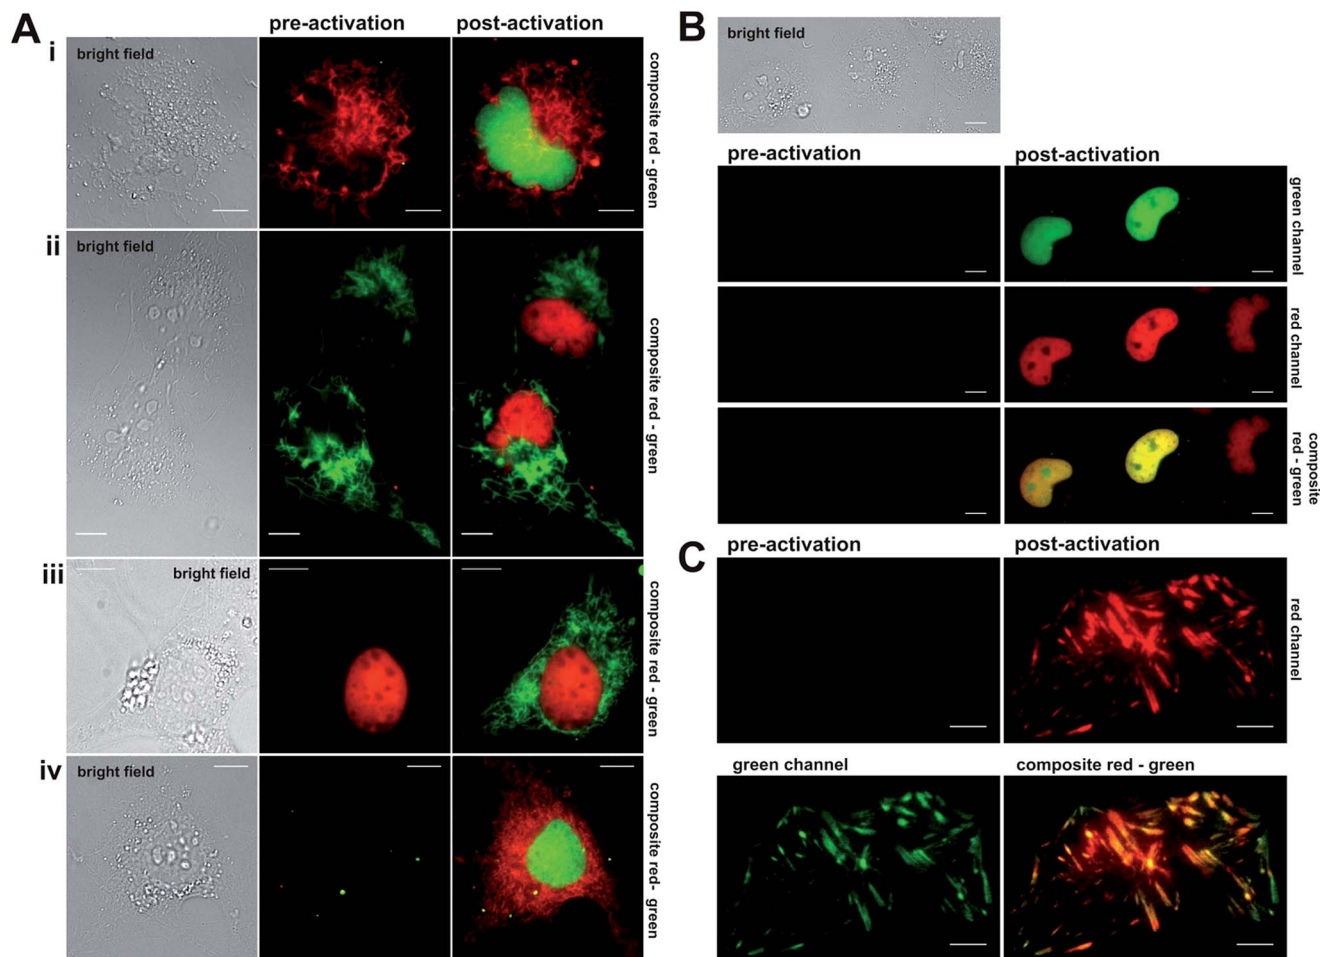 A
pre-activation
post-activation
i
bright field
composite red - green
ii
bright field
composite red - green
iii
bright field
composite red - green
iv
bright field
composite red- green
B
bright field
pre-activation
post-activation
green channel
red channel
composite
red - green
C
pre-activation
post-activation
red channel
green channel
composite red - green